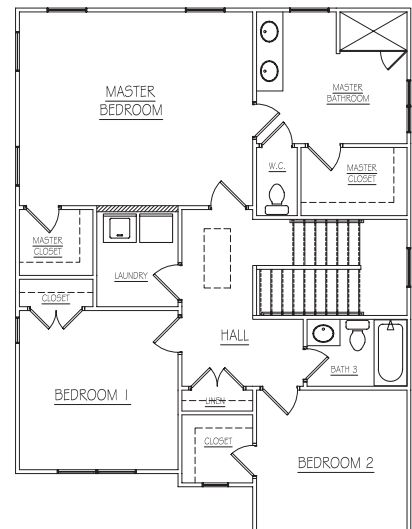 MASTER
BEDROOM
MASTER
BATHROOM
W.C.
MASTER
CLOSET
MASTER
CLOSET
LAUNDRY
CLOSET
HALL
BATH 3
BEDROOM 1
LINEN
CLOSET
BEDROOM 2